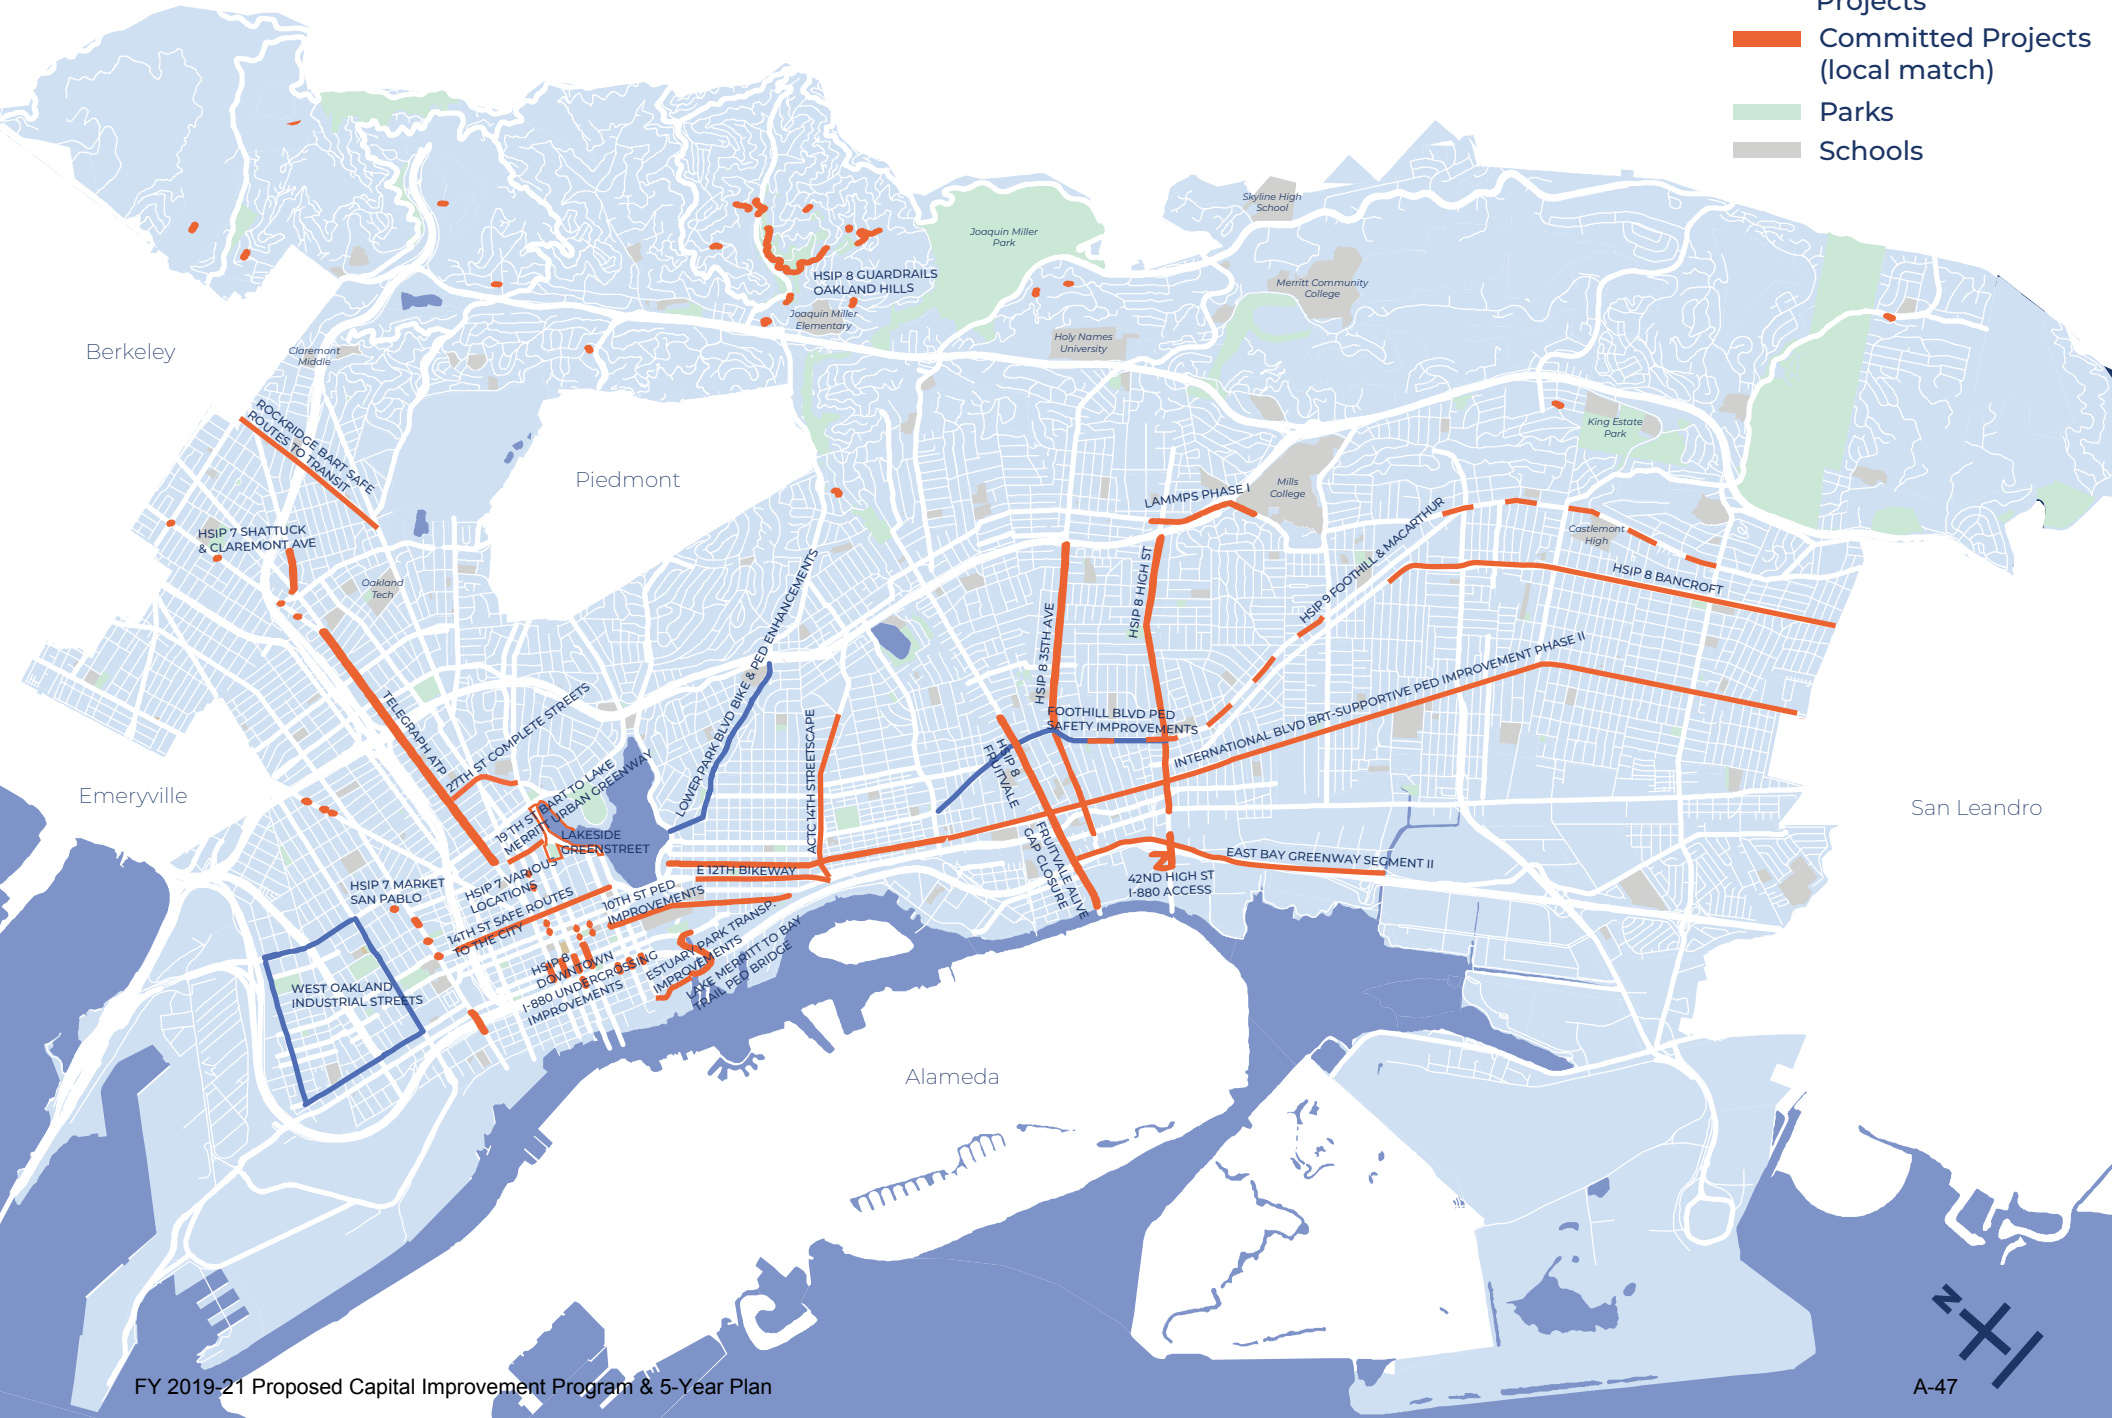 Projects
Committed Projects
(local match)
Parks
Schools
Skyline High
School
Joaquin Miller
Park
HSIP 8 GUARDRAILS
OAKLAND HILLS
Merritt Community
College
Joaquin Miller
Elementary
Holy Names
University
Berkeley
Claremont
Middle
ROCKRIDGE BART SAFE
ROUTES TO TRANSIT
King Estate
Park
Piedmont
Mills
College
LAMMPS PHASE I
HSIP 9 FOOTHILL & MACARTHUR
Castlemont
High
HSIP 7 SHATTUCK
& CLAREMONT AVE
Oakland
Tech
HSIP 8 BANCROFT
LOWER PARK BLVD BIKE & PED ENHANCEMENTS
HSIP 8 35TH AVE
HSIP 8 HIGH ST
INTERNATIONAL BLVD BRT-SUPPORTIVE PED IMPROVEMENT PHASE II
TELEGRAPH ATP
27TH ST COMPLETE STREETS
FOOTHILL BLVD PED
SAFETY IMPROVEMENTS
HSIP 8
FRUITVALE
ACTC 14TH STREETSCAPE
Emeryville
San Leandro
19 TH ST BART TO LAKE
MERRITT URBAN GREENWAY
LAKESIDE
GREENSTREET
E 12TH BIKEWAY
FRUITVALE ALIVE
GAP CLOSURE
EAST BAY GREENWAY SEGMENT II
42ND HIGH ST
I-880 ACCESS
HSIP 7 MARKET
SAN PABLO
HSIP 7 VARIOUS
LOCATIONS
14TH ST SAFE ROUTES
TO THE CITY
10TH ST PED
IMPROVEMENTS
HSIP 8
DOWNTOWN
I-880 UNDERCROSSING
IMPROVEMENTS
ESTUARY PARK TRANSP.
IMPROVEMENTS
LAKE MERRITT TO BAY
TRAIL PED BRIDGE
WEST OAKLAND
INDUSTRIAL STREETS
Alameda
N
FY 2019-21 Proposed Capital Improvement Program & 5-Year Plan
A-47